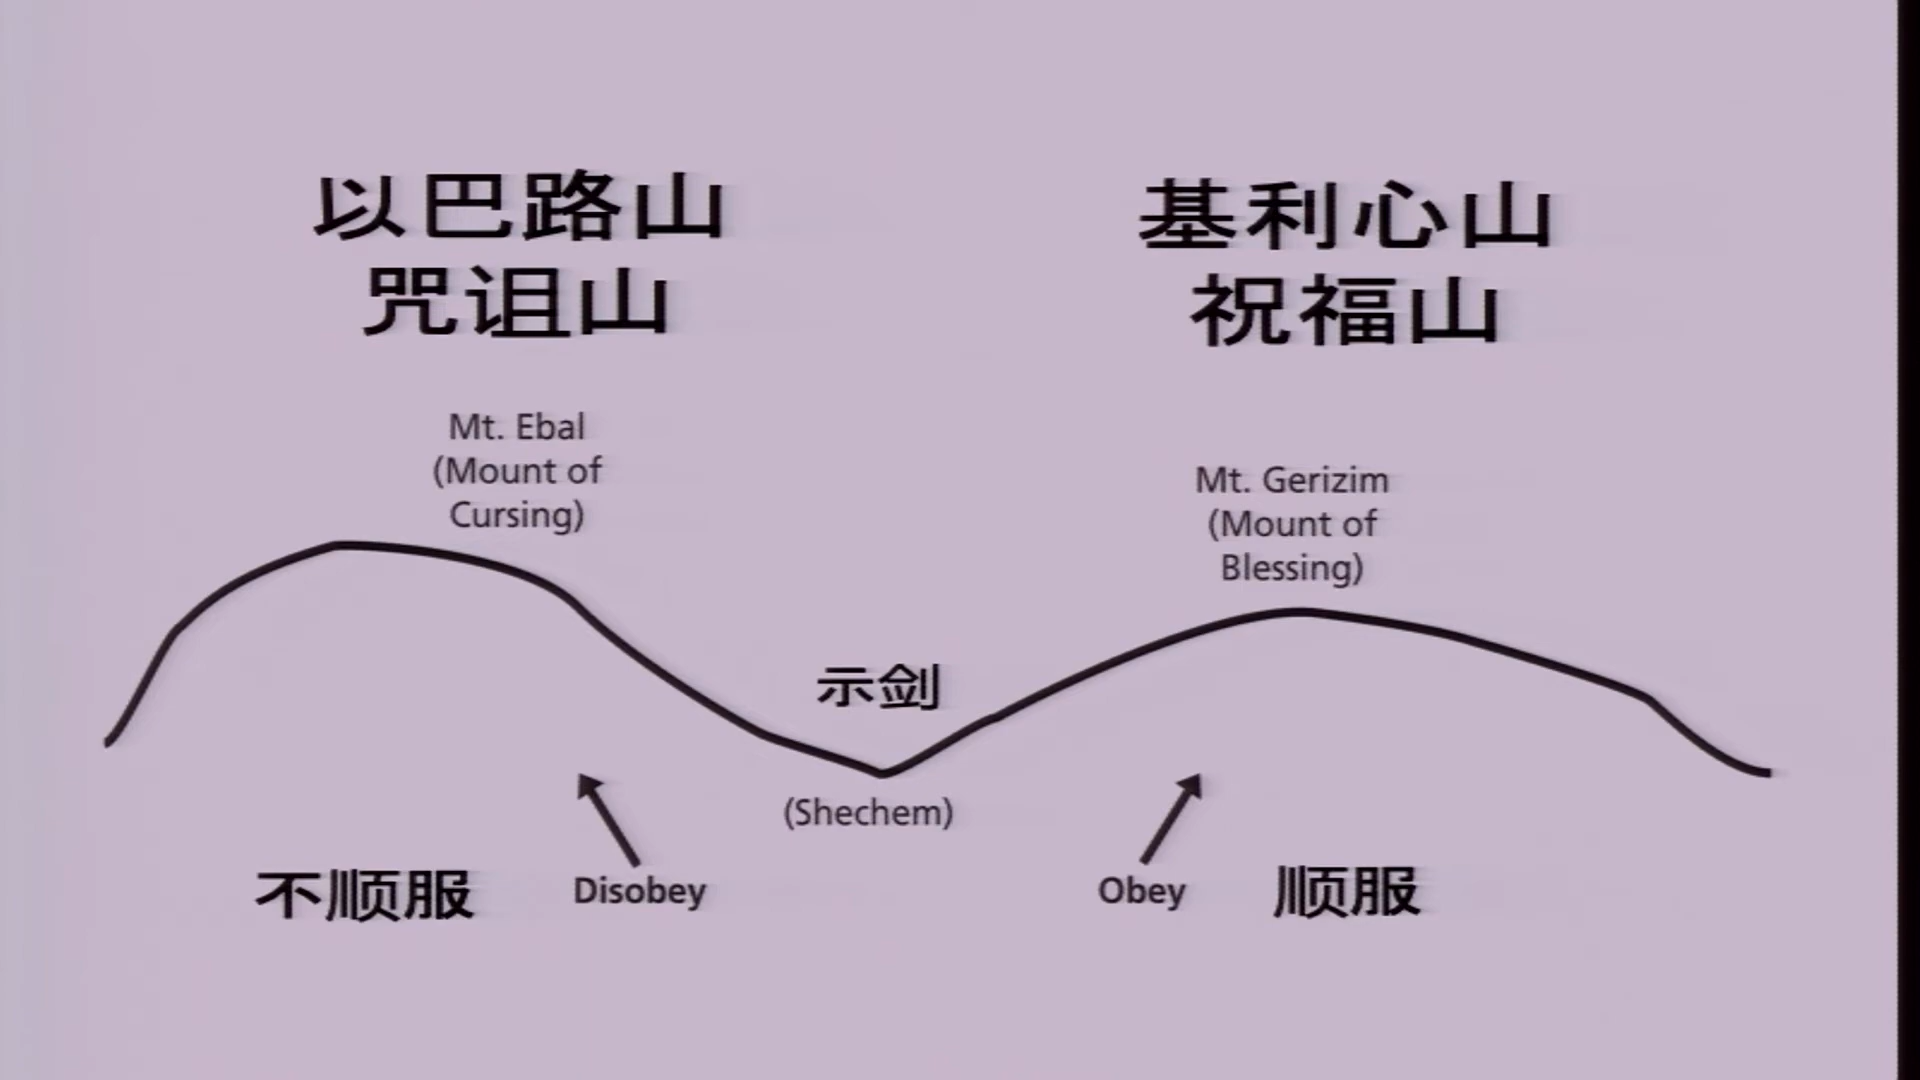 以巴路山
咒诅山
基利心山
祝福山
Mt. Ebal
(Mount of
Cursing)
Mt. Gerizim
(Mount of
Blessing)
示剑
(Shechem)
不顺服
Disobey
Obey
顺服